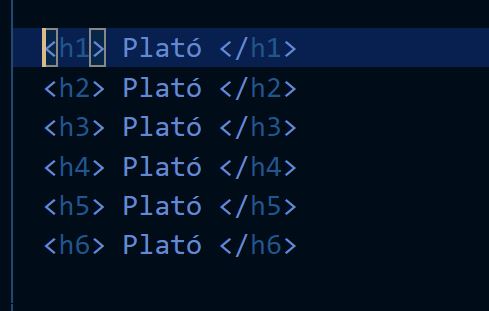 <h1> Plató </h1>
<h2> Plató </h2>
<h3> Plató </h3>
<h4> Plató </h4>
<h5> Plató </h5>
<h6> Plató </h6>